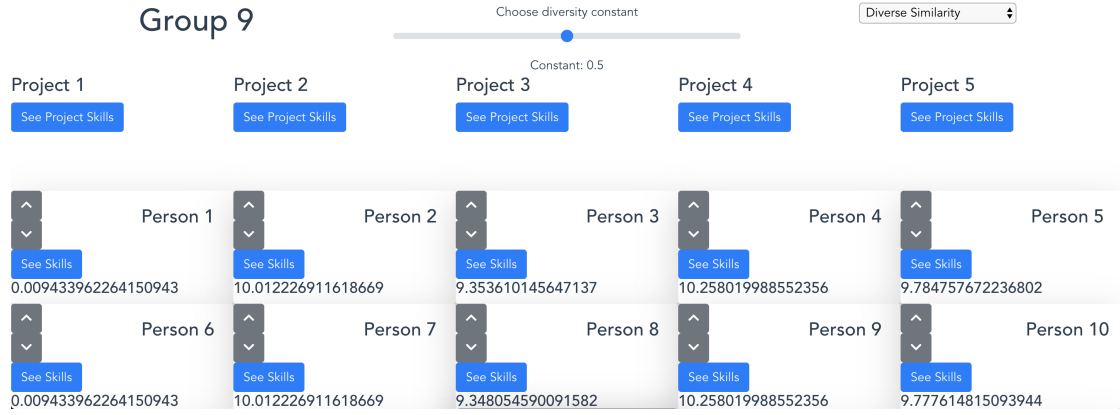 Group 9
Choose diversity constant
Diverse Similarity
Constant: 0.5
Project 1
Project 2
Project 3
Project 4
Project 5
See Project Skills
See Project Skills
See Project Skills
See Project Skills
See Project Skills
Person 1
Person 2
Person 3
Person 4
Person 5
See Skills
See Skills
See Skills
See Skills
See Skills
0.009433962264150943
10.012226911618669
9.353610145647137
10.258019988552356
9.784757672236802
Person 6
Person 7
Person 8
Person 9
Person 10
See Skills
See Skills
See Skills
See Skills
See Skills
0.009433962264150943
10.012226911618669
9.348054590091582
10.258019988552356
9.777614815093944